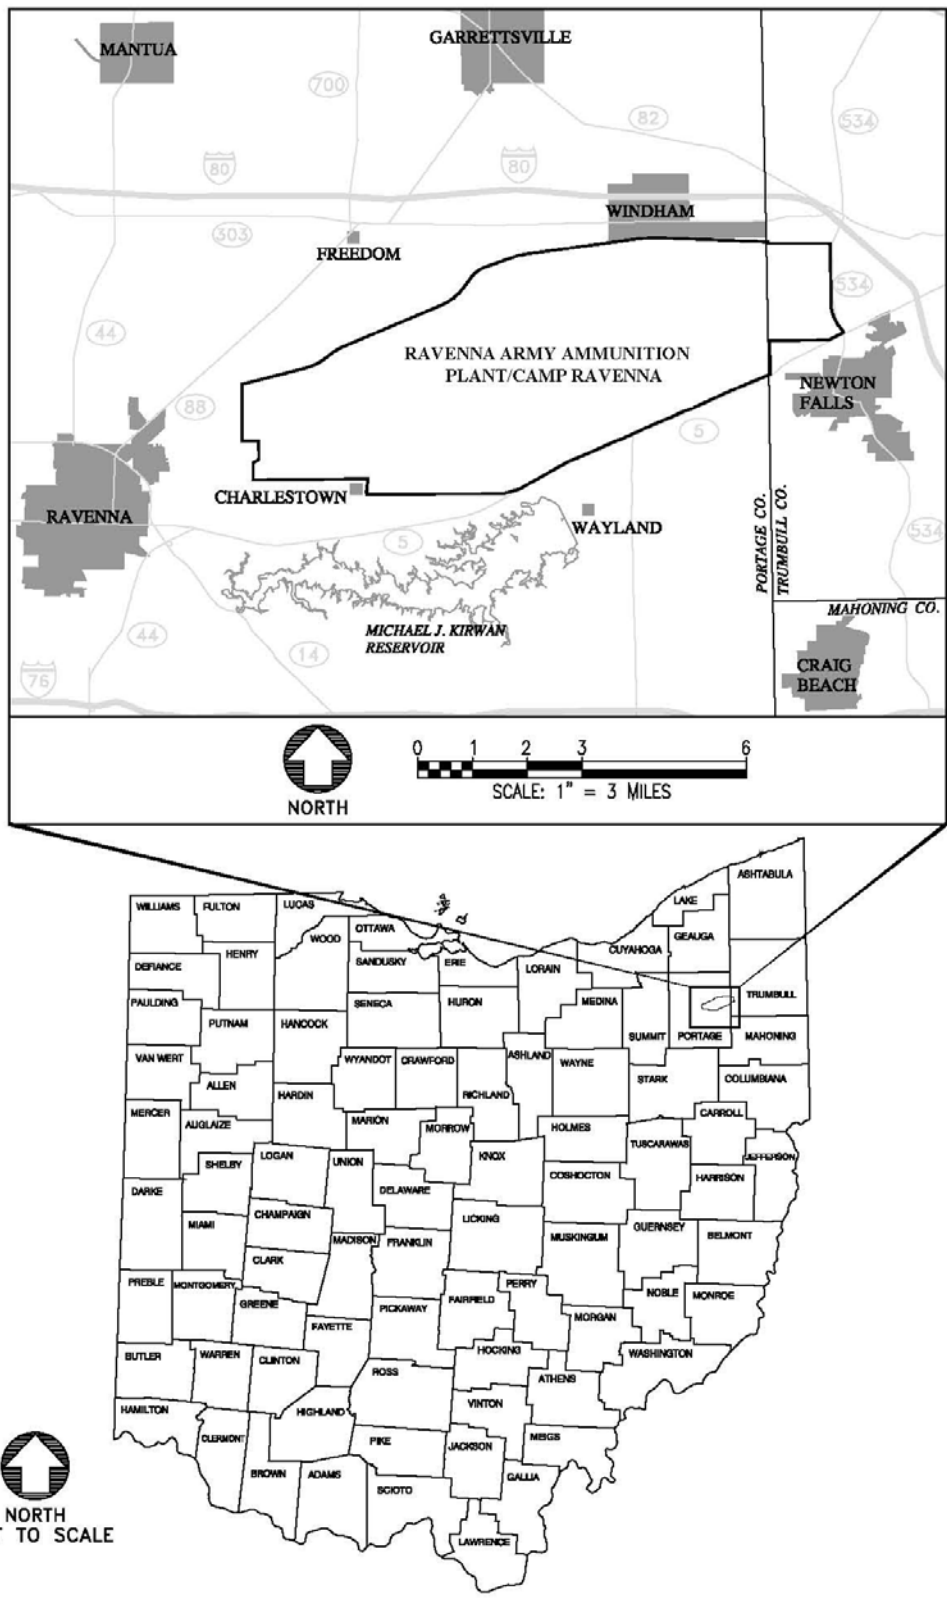 MANTUA
GARRETTSVILLE
700
82
534
80
80
WINDHAM
303
FREEDOM
534
44
RAVENNA ARMY AMMUNITION
PLANT/CAMP RAVENNA
NEWTON
FALLS
88
5
CHARLESTOWN
RAVENNA
WAYLAND
PORTAGE CO.
TRUMBULL CO.
534
5
MAHONING CO.
MICHAEL J. KIRWAN
RESERVOIR
44
14
76
CRAIG
BEACH
0 1 2 3 6
SCALE: 1" = 3 MILES
NORTH
ASHTABULA
WILLIAMS
FULTON
LUCAS
LAKE
OTTAWA
WOOD
GEAUGA
CUYAHOGA
HENRY
SANDUSKY
ERIE
LORAIN
DEFIANCE
TRUMBULL
PAULDING
SENECA
HURON
MEDINA
PUTNAM
HANCOCK
SUMMIT
PORTAGE
MAHONING
VAN WERT
WYANDOT
CRAWFORD
ASHLAND
WAYNE
STARK
COLUMBIANA
ALLEN
HARDIN
RICHLAND
MERCER
AUGLAIZE
MARION
MORROW
HOLMES
CARROLL
TUSCARAWAS
JEFFERSON
LOGAN
UNION
KNOX
SHELBY
COSHOCTON
HARRISON
DARKE
DELAWARE
CHAMPAIGN
LICKING
MIAMI
GUERNSEY
BELMONT
MADISON
FRANKLIN
MUSKINGUM
CLARK
PREBLE
MONTGOMERY
PERRY
NOBLE
MONROE
GREENE
PICKAWAY
FAIRFIELD
MORGAN
FAYETTE
HOCKING
WASHINGTON
BUTLER
WARREN
CLINTON
ROSS
ATHENS
VINTON
HAMILTON
HIGHLAND
CLERMONT
PIKE
JACKSON
MEIGS
BROWN
ADAMS
SCIOTO
GALLIA
LAWRENCE
NORTH
T TO SCALE